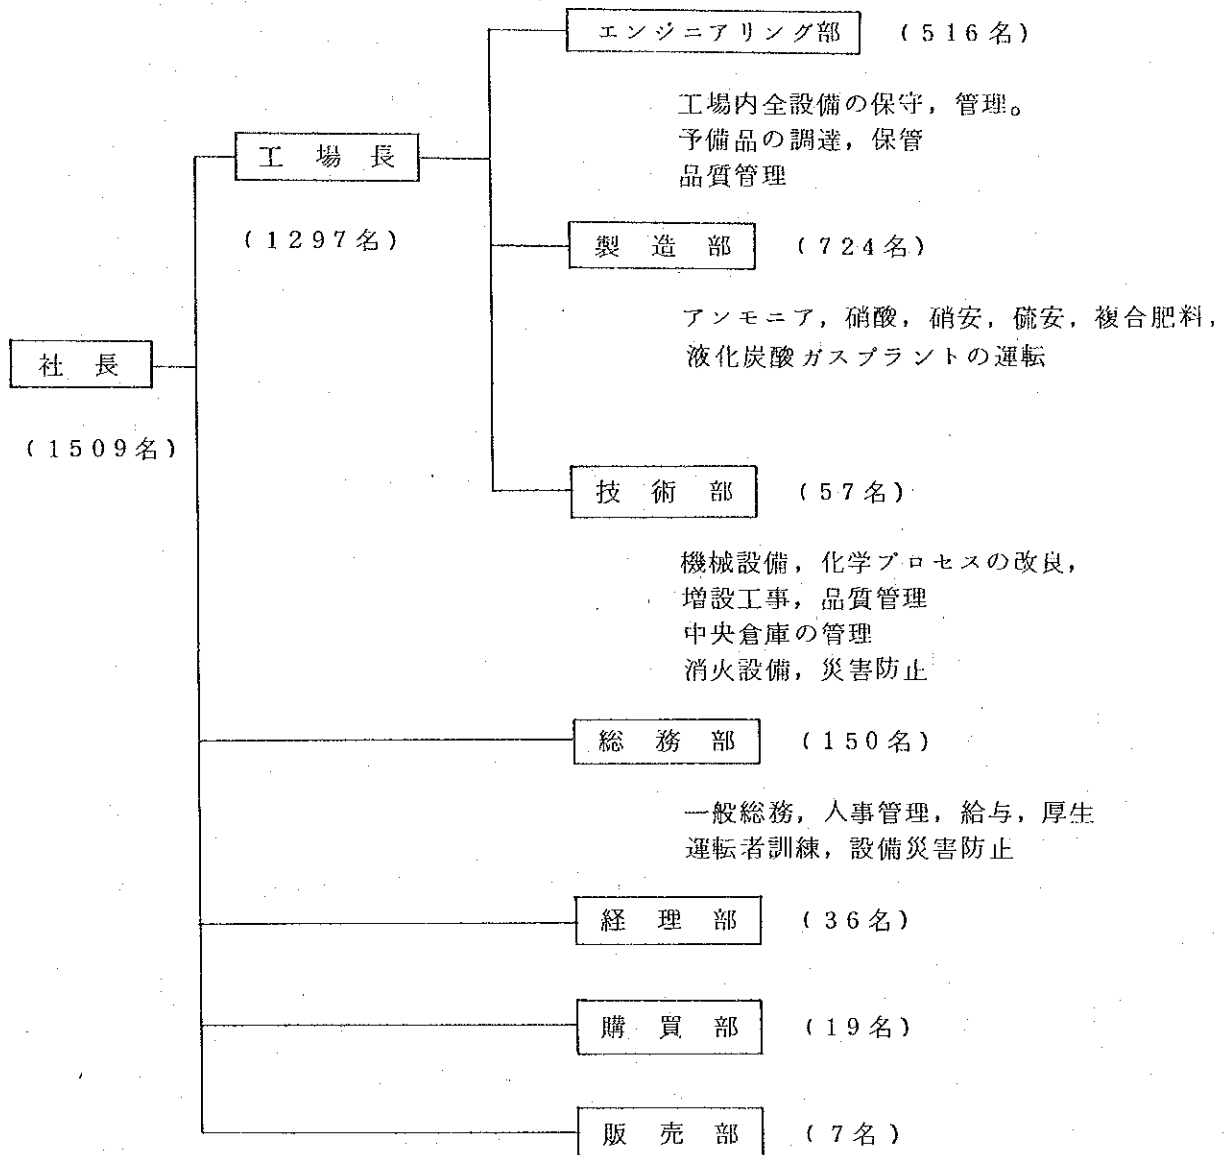 エンジニアリング部 (516名)
工場内全設備の保守，管理。
予備品の調達，保管
品質管理
工場長
(1297名)
製造部 (724名)
アンモニア，硝酸，硝安，硫安，複合肥料，
液化炭酸ガスプラントの運転
社長
(1509名)
技術部 (57名)
機械設備，化学プロセスの改良，
増設工事，品質管理
中央倉庫の管理
消火設備，災害防止
総務部 (150名)
一般総務，人事管理，給与，厚生
運転者訓練，設備災害防止
経理部 (36名)
購買部 (19名)
販売部 (7名)